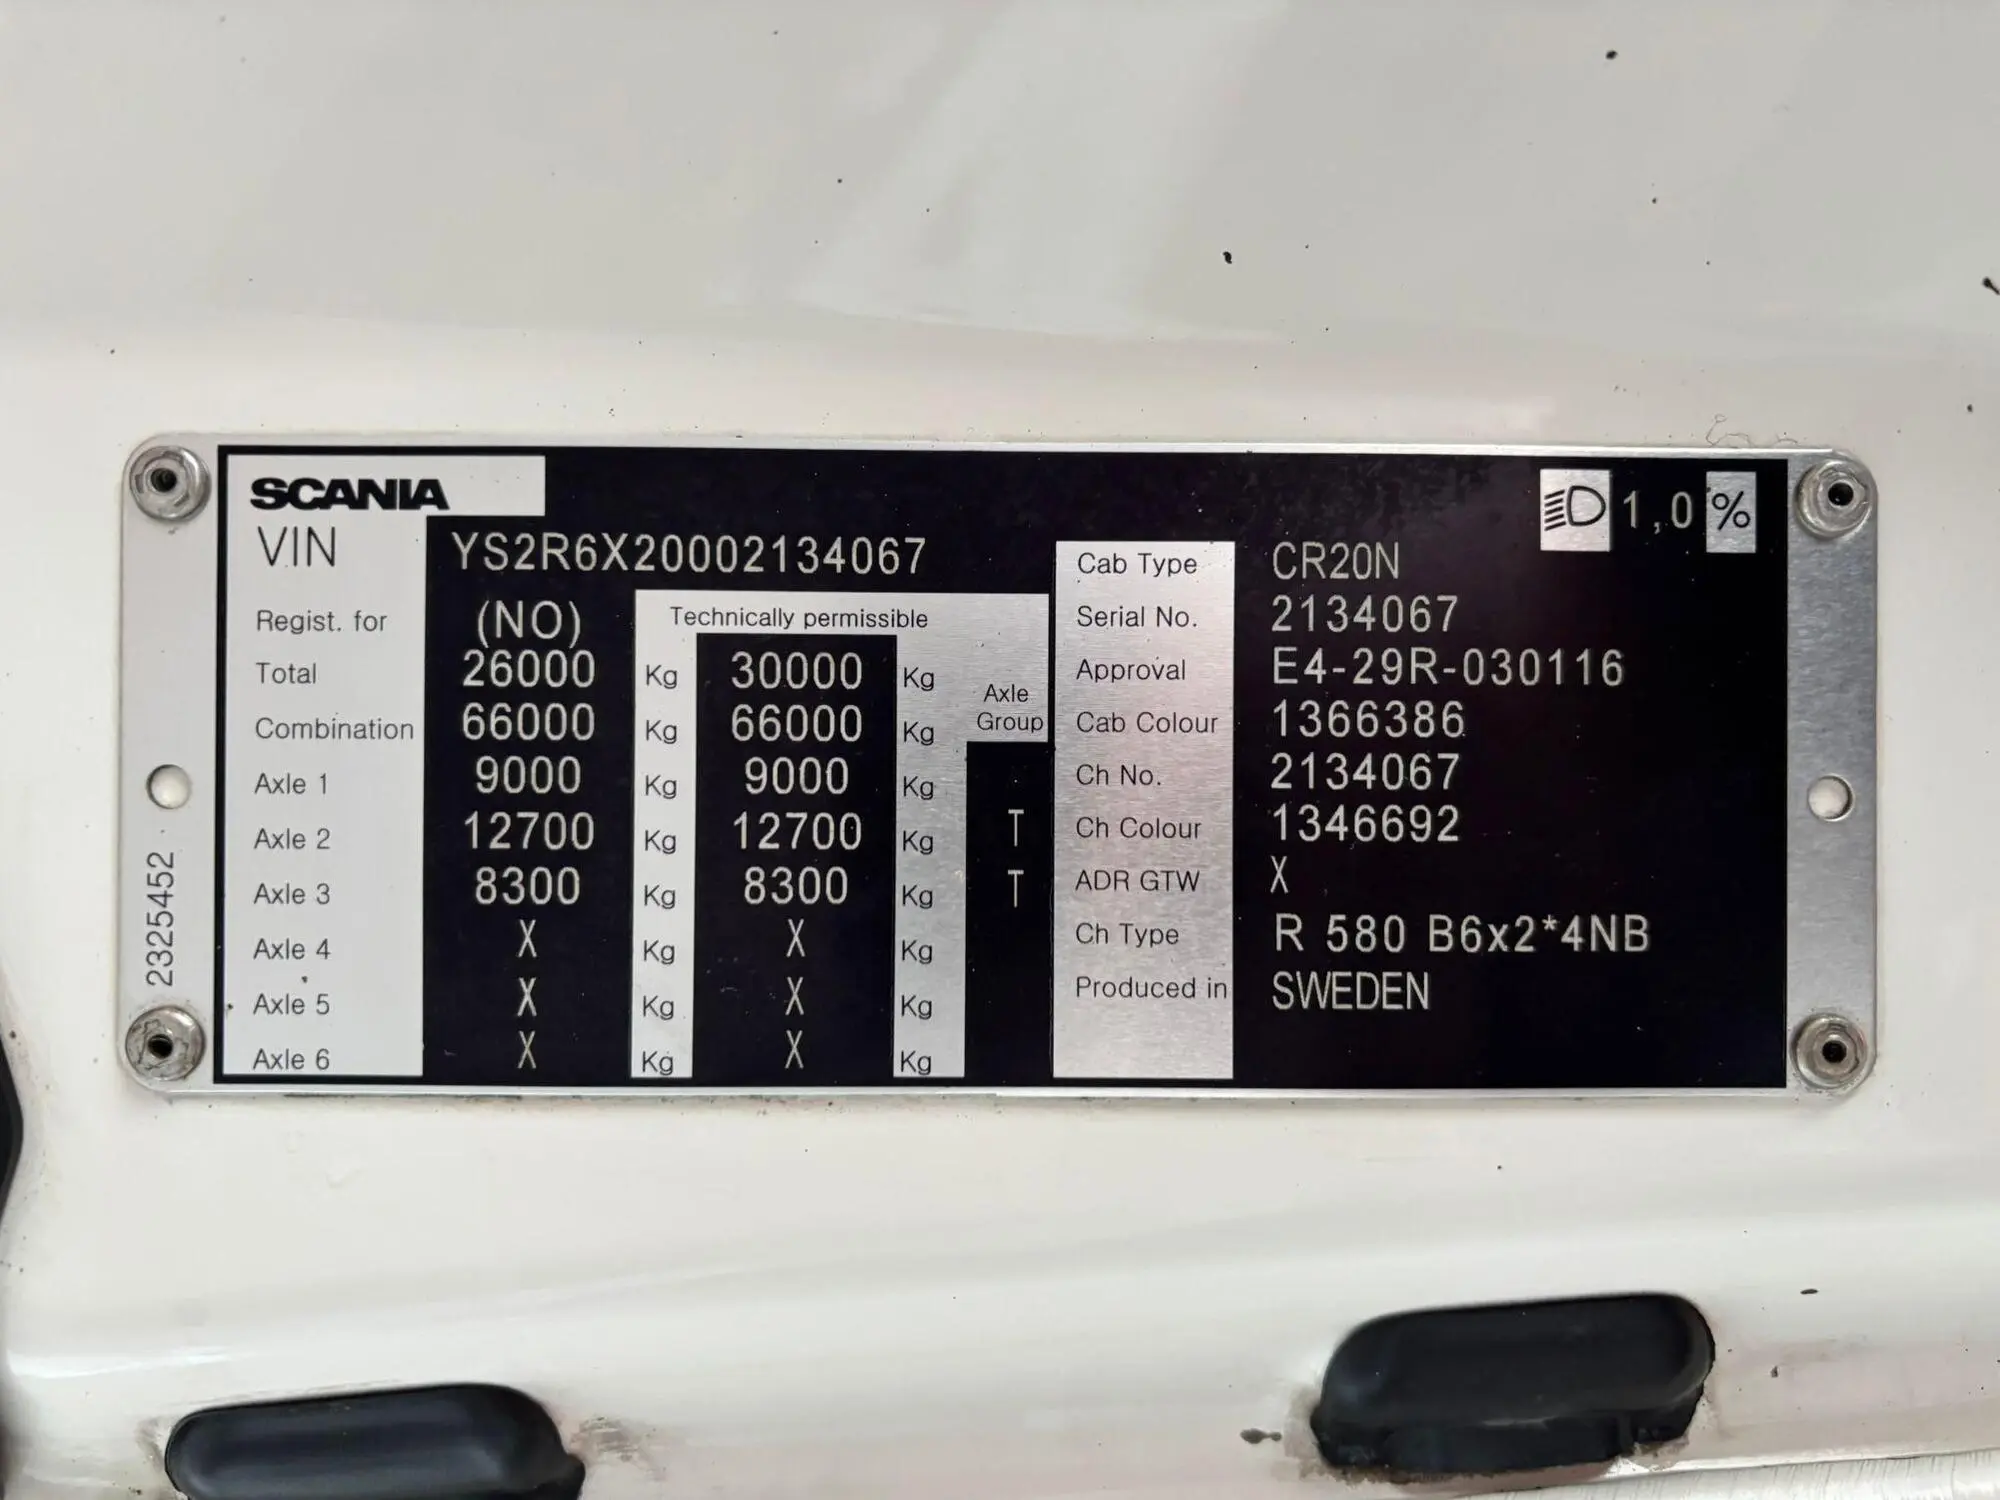 SCANIA
1,0 %
VIN YS2R6X20002134067
Regist. for (NO) Technically permissible
Total 26000 Kg 30000 Kg
Axle Group
Combination 66000 Kg 66000 Kg
Axle 1 9000 Kg 9000 Kg
Axle 2 12700 Kg 12700 Kg T
Axle 3 8300 Kg 8300 Kg T
Axle 4 X Kg X Kg
Axle 5 X Kg X Kg
Axle 6 X Kg X Kg
Cab Type CR20N
Serial No. 2134067
Approval E4-29R-030116
Cab Colour 1366386
Ch No. 2134067
Ch Colour 1346692
ADR GTW X
Ch Type R 580 B6x2*4NB
Produced in SWEDEN
2325452